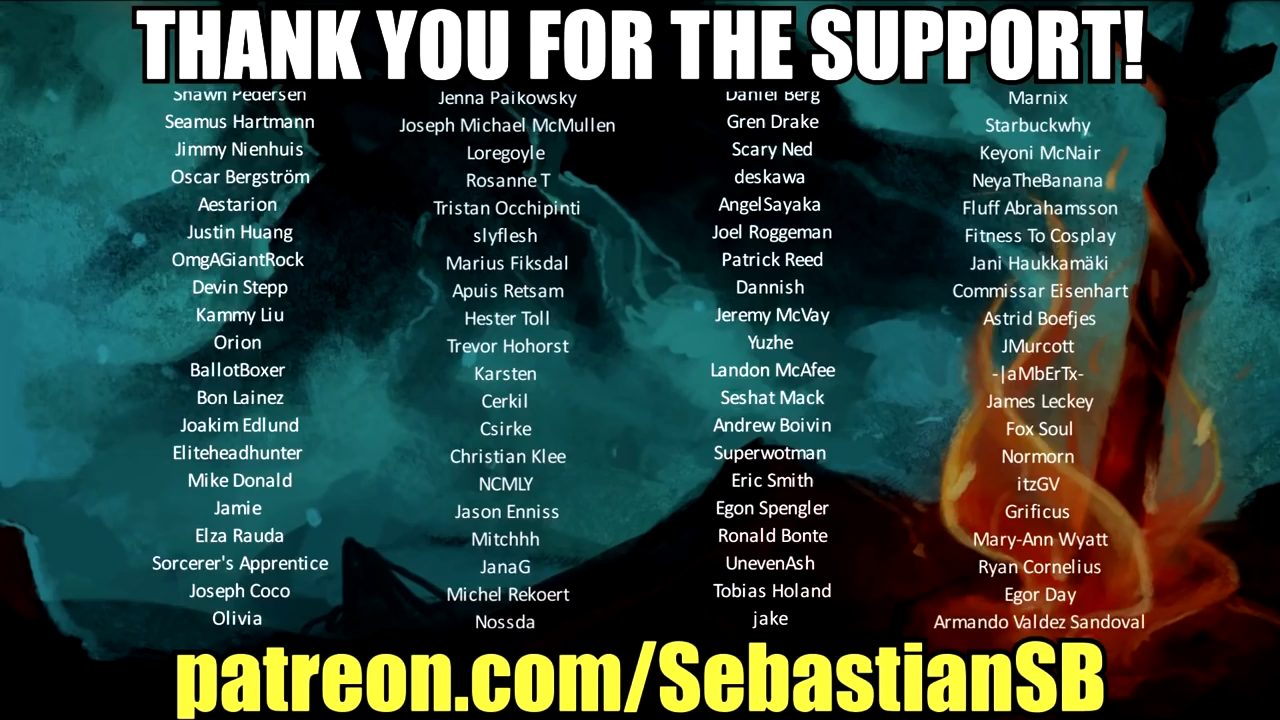 THANK YOU FOR THE SUPPORT!
Shawn Pedersen
Seamus Hartmann
Jimmy Nienhuis
Oscar Bergström
Aestarion
Justin Huang
OmgAGiantRock
Devin Stepp
Kammy Liu
Orion
BallotBoxer
Bon Lainez
Joakim Edlund
Eliteheadhunter
Mike Donald
Jamie
Elza Rauda
Sorcerer's Apprentice
Joseph Coco
Olivia
Jenna Paikowsky
Joseph Michael McMullen
Loregoyle
Rosanne T
Tristan Occhipinti
slyflesh
Marius Fiksdal
Apuis Retsam
Hester Toll
Trevor Hohorst
Karsten
Cerkil
Csirke
Christian Klee
NCMLY
Jason Enniss
Mitchhh
JanaG
Michel Rekoert
Nossda
Daniel Berg
Gren Drake
Scary Ned
deskawa
AngelSayaka
Joel Roggeman
Patrick Reed
Dannish
Jeremy McVay
Yuzhe
Landon McAfee
Seshat Mack
Andrew Boivin
Superwotman
Eric Smith
Egon Spengler
Ronald Bonte
UnevenAsh
Tobias Holand
jake
Marnix
Starbuckwhy
Keyoni McNair
NeyaTheBanana
Fluff Abrahamsson
Fitness To Cosplay
Jani Haukkamäki
Commissar Eisenhart
Astrid Boefjes
JMurcott
-|aMbErTx-
James Leckey
Fox Soul
Normorn
itzGV
Grificus
Mary-Ann Wyatt
Ryan Cornelius
Egor Day
Armando Valdez Sandoval
patreon.com/SebastianSB